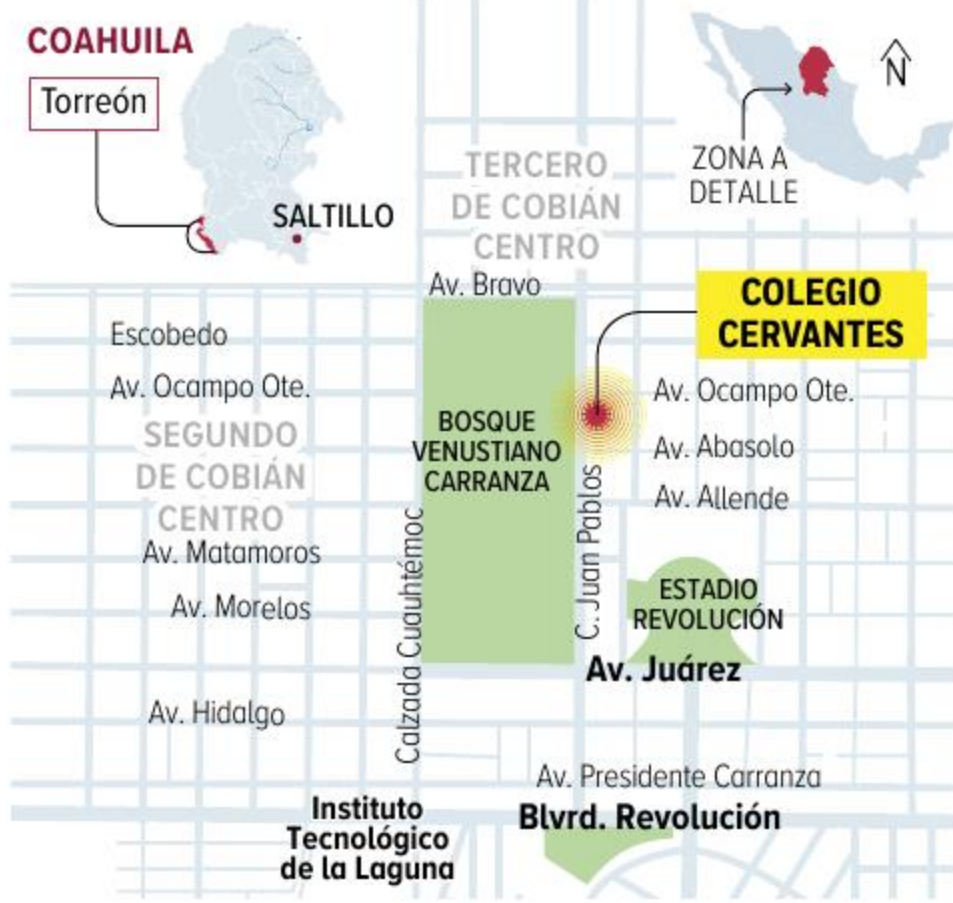 COAHUILA
Torreón
SALTILLO
N
ZONA A
DETALLE
TERCERO
DE COBIÁN
CENTRO
Av. Bravo
COLEGIO
CERVANTES
Escobedo
Av. Ocampo Ote.
Av. Ocampo Ote.
SEGUNDO
DE COBIÁN
CENTRO
BOSQUE
VENUSTIANO
CARRANZA
Av. Abasolo
Av. Allende
Av. Matamoros
Av. Morelos
Calzada Cuauhtémoc
C. Juan Pablos
ESTADIO
REVOLUCIÓN
Av. Juárez
Av. Hidalgo
Av. Presidente Carranza
Blvrd. Revolución
Instituto
Tecnológico
de la Laguna